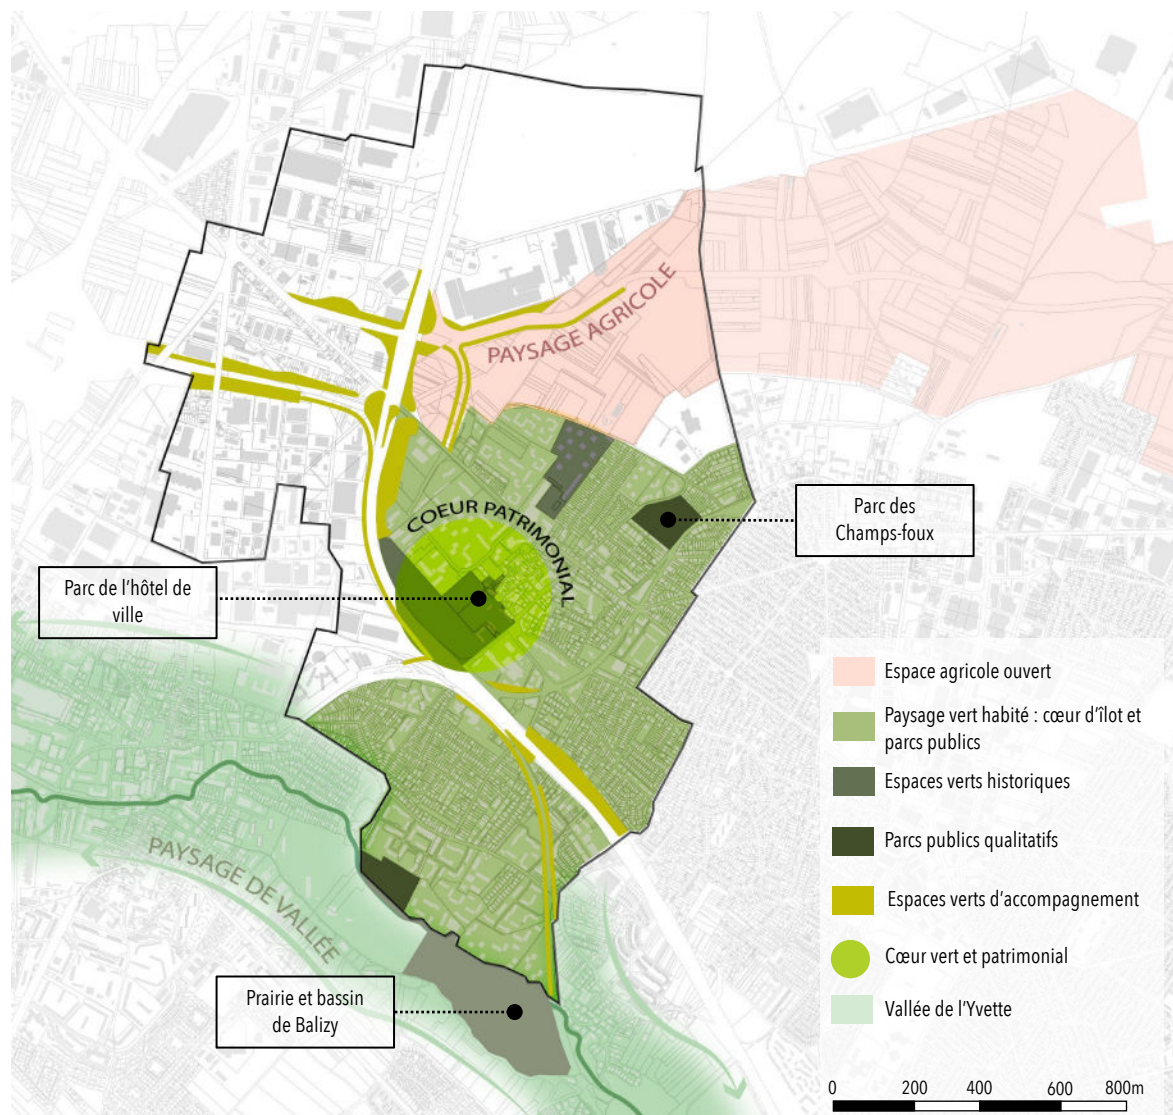 PAYSAGE AGRICOLE
COEUR PATRIMONIAL
Parc des
Champs-foux
Parc de l'hôtel de
ville
PAYSAGE DE VALLÉE
Prairie et bassin
de Balizy
Espace agricole ouvert
Paysage vert habité : cœur d'îlot et
parcs publics
Espaces verts historiques
Parcs publics qualitatifs
Espaces verts d'accompagnement
Cœur vert et patrimonial
Vallée de l'Yvette
0 200 400 600 800m